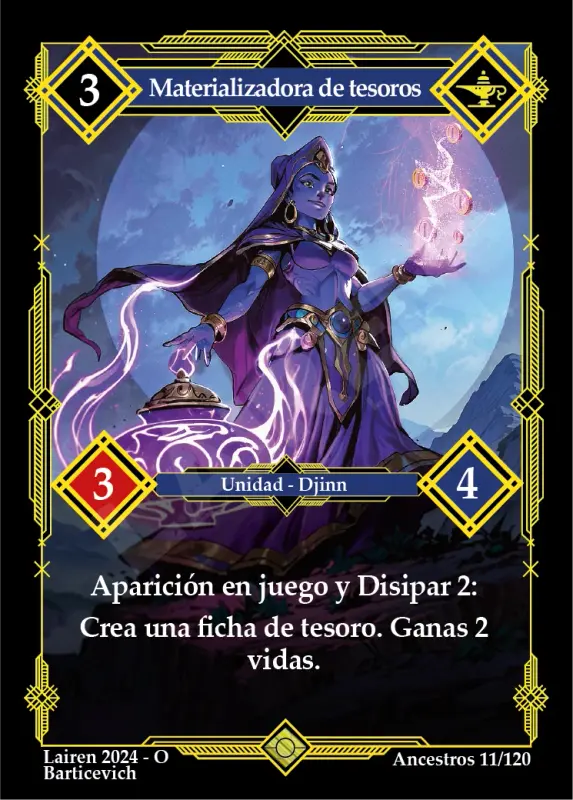 3
Materializadora de tesoros
3
Unidad - Djinn
4
Aparición en juego y Disipar 2:
Crea una ficha de tesoro. Ganas 2
vidas.
Lairen 2024 - O
Barticevich
Ancestros 11/120